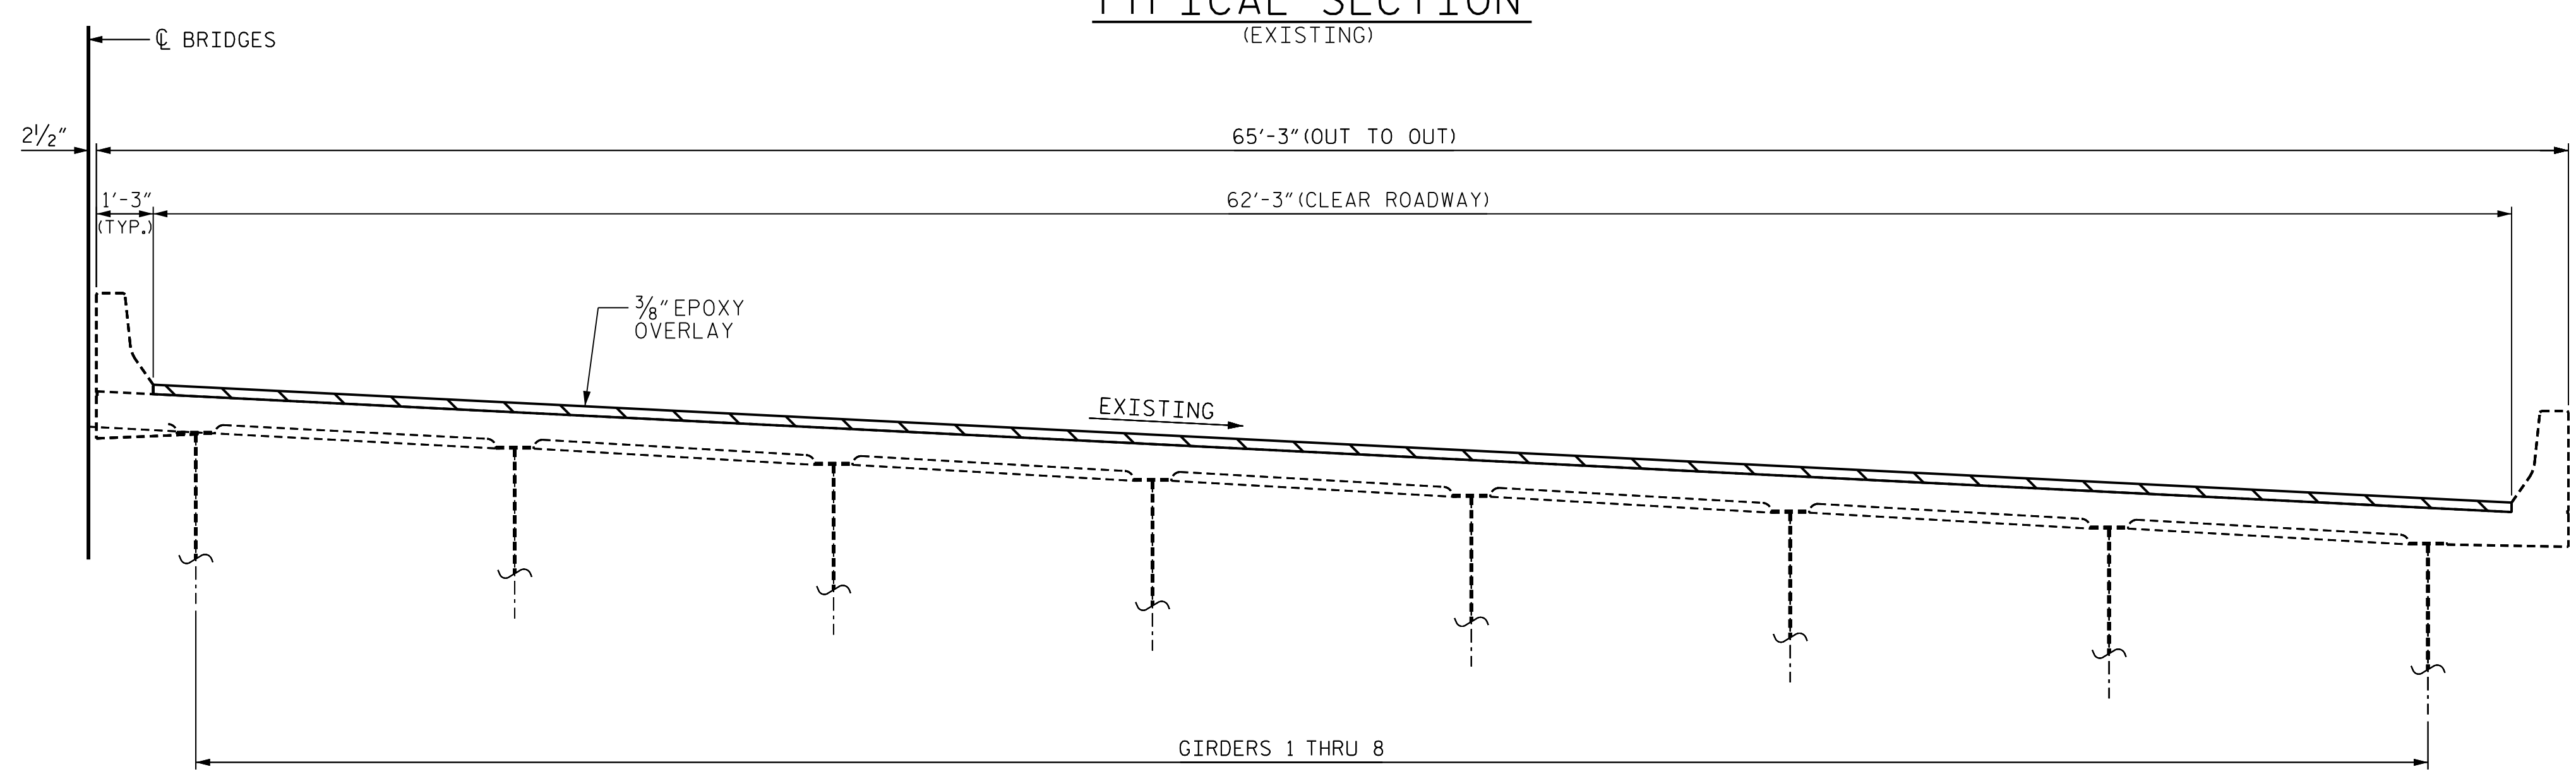 TYPICAL SECTION
(EXISTING)
℄ BRIDGES
2½"
65'-3"(OUT TO OUT)
1'-3"
(TYP.)
62'-3"(CLEAR ROADWAY)
⅜" EPOXY
OVERLAY
EXISTING
GIRDERS 1 THRU 8